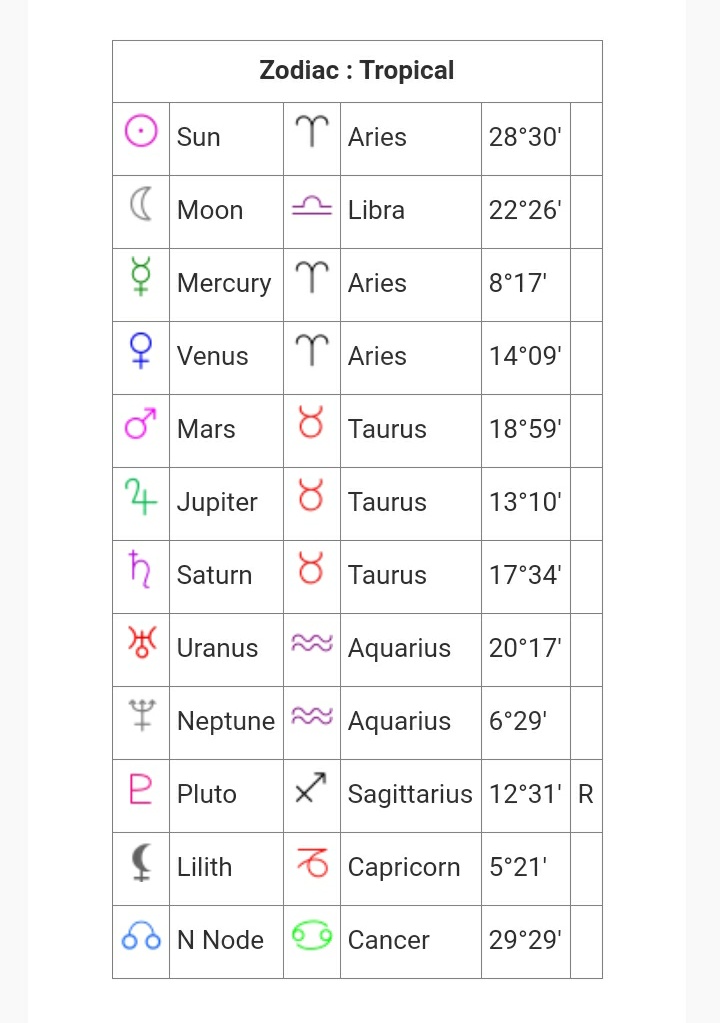 Zodiac : Tropical
☉ Sun ♈ Aries 28°30'
☾ Moon ♎ Libra 22°26'
☿ Mercury ♈ Aries 8°17'
♀ Venus ♈ Aries 14°09'
♂ Mars ♉ Taurus 18°59'
♃ Jupiter ♉ Taurus 13°10'
♄ Saturn ♉ Taurus 17°34'
♅ Uranus ♒ Aquarius 20°17'
♆ Neptune ♒ Aquarius 6°29'
♇ Pluto ♐ Sagittarius 12°31' R
⚸ Lilith ♑ Capricorn 5°21'
☊ N Node ♋ Cancer 29°29'